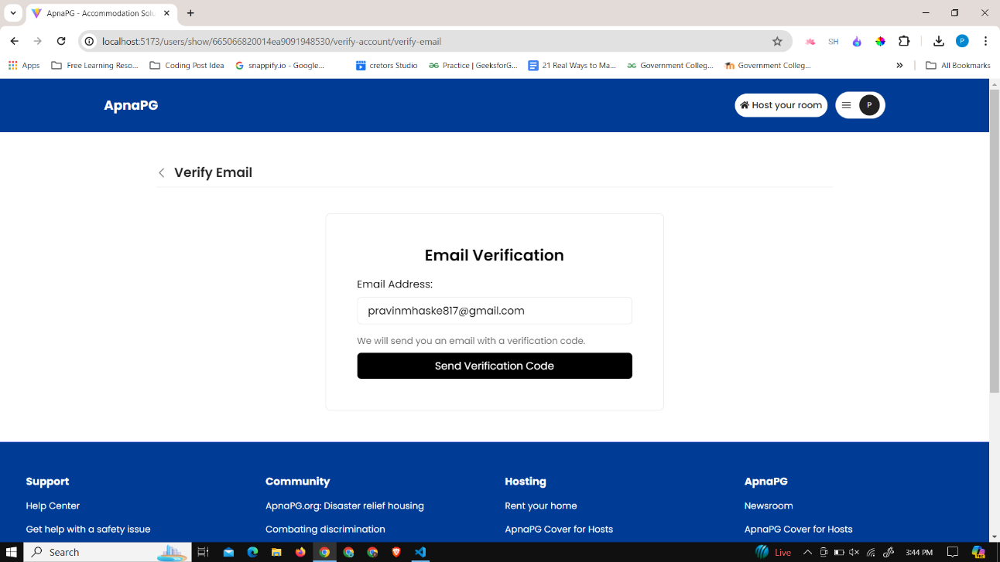 ApnaPG - Accommodation Solu
localhost:5173/users/show/665066820014ea9091948530/verify-account/verify-email
SH
P
Apps
Free Learning Reso...
Coding Post Idea
snappify.io - Google...
cretors Studio
Practice | GeeksforG...
21 Real Ways to Ma...
Government Colleg...
Government Colleg...
All Bookmarks
ApnaPG
Host your room
P
Verify Email
Email Verification
Email Address:
pravinmhaske817@gmail.com
We will send you an email with a verification code.
Send Verification Code
Support
Community
Hosting
ApnaPG
Help Center
ApnaPG.org: Disaster relief housing
Rent your home
Newsroom
Get help with a safety issue
Combating discrimination
ApnaPG Cover for Hosts
ApnaPG Cover for Hosts
Search
Live
3:44 PM